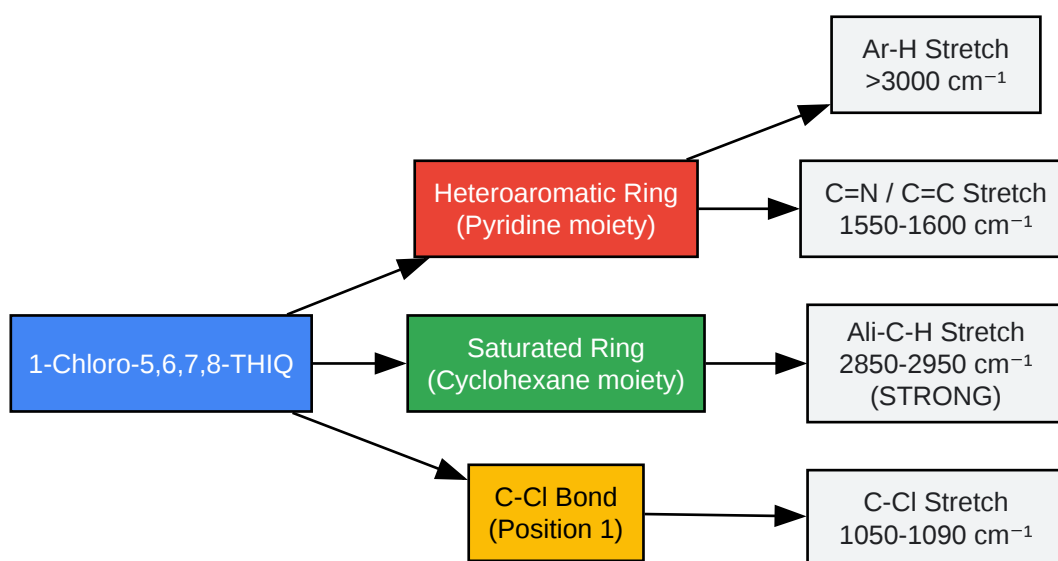 Ar-H Stretch
>3000 cm⁻¹
Heteroaromatic Ring
(Pyridine moiety)
C=N / C=C Stretch
1550-1600 cm⁻¹
1-Chloro-5,6,7,8-THIQ
Saturated Ring
(Cyclohexane moiety)
Ali-C-H Stretch
2850-2950 cm⁻¹
(STRONG)
C-Cl Bond
(Position 1)
C-Cl Stretch
1050-1090 cm⁻¹